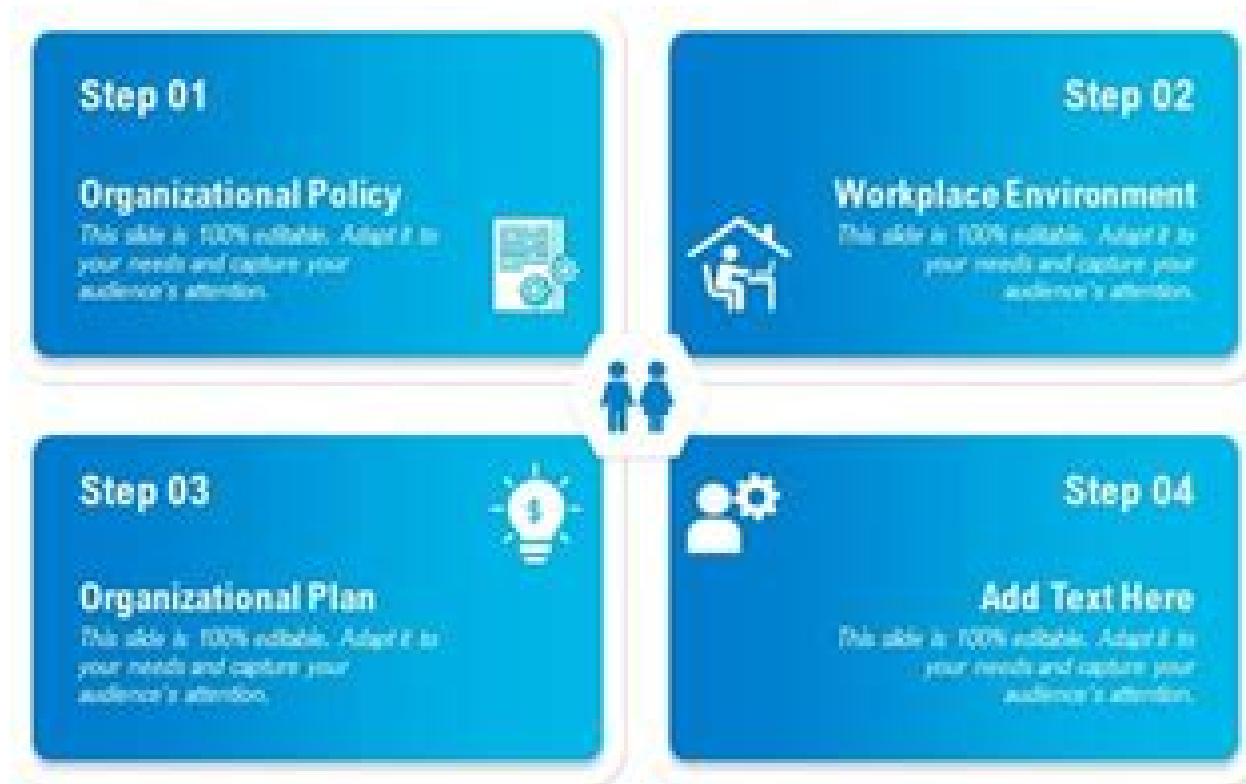 Step 01
Organizational Policy
This slide is 100% editable. Adapt it to
your needs and capture your
audience's attention.
Step 02
Workplace Environment
This slide is 100% editable. Adapt it to
your needs and capture your
audience's attention.
Step 03
$
Organizational Plan
This slide is 100% editable. Adapt it to
your needs and capture your
audience's attention.
Step 04
Add Text Here
This slide is 100% editable. Adapt it to
your needs and capture your
audience's attention.